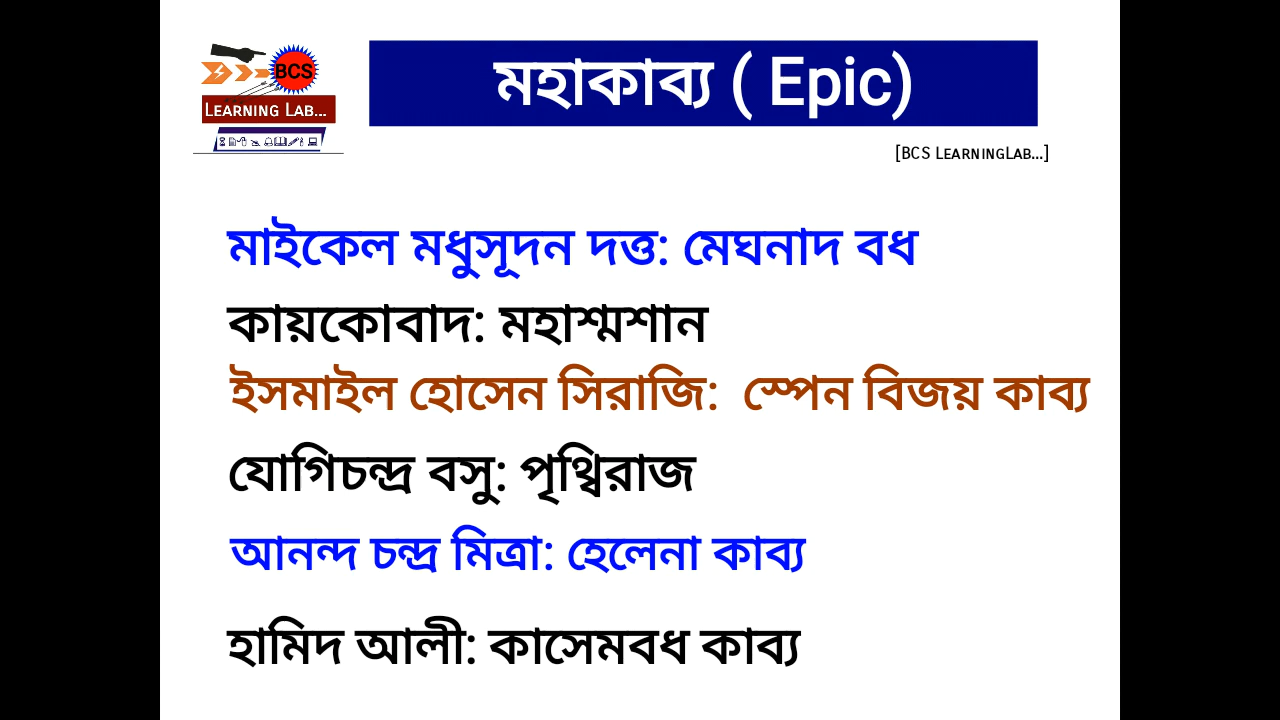 BCS
LEARNING LAB...
মহাকাব্য ( Epic)
[BCS LEARNINGLAB...]
মাইকেল মধুসূদন দত্ত: মেঘনাদ বধ
কায়কোবাদ: মহাশ্মশান
ইসমাইল হোসেন সিরাজি: স্পেন বিজয় কাব্য
যোগিচন্দ্র বসু: পৃথ্বিরাজ
আনন্দ চন্দ্র মিত্রা: হেলেনা কাব্য
হামিদ আলী: কাসেমবধ কাব্য